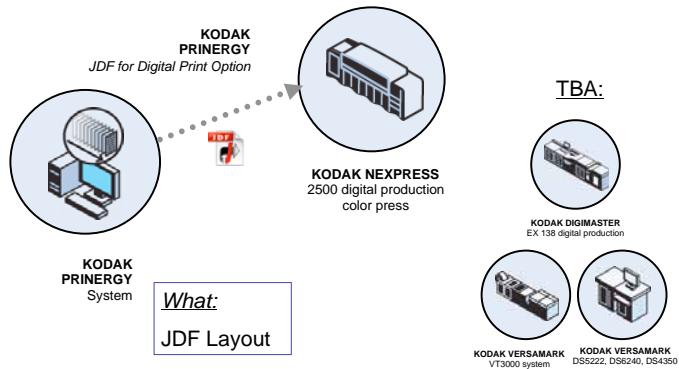 KODAK
PRINERGY
JDF for Digital Print Option
TBA:
JDF
KODAK NEXPRESS
2500 digital production
color press
KODAK DIGIMASTER
EX 138 digital production
KODAK
PRINERGY
System
What:
JDF Layout
KODAK VERSAMARK
VT3000 system
KODAK VERSAMARK
DS5222, DS6240, DS4350